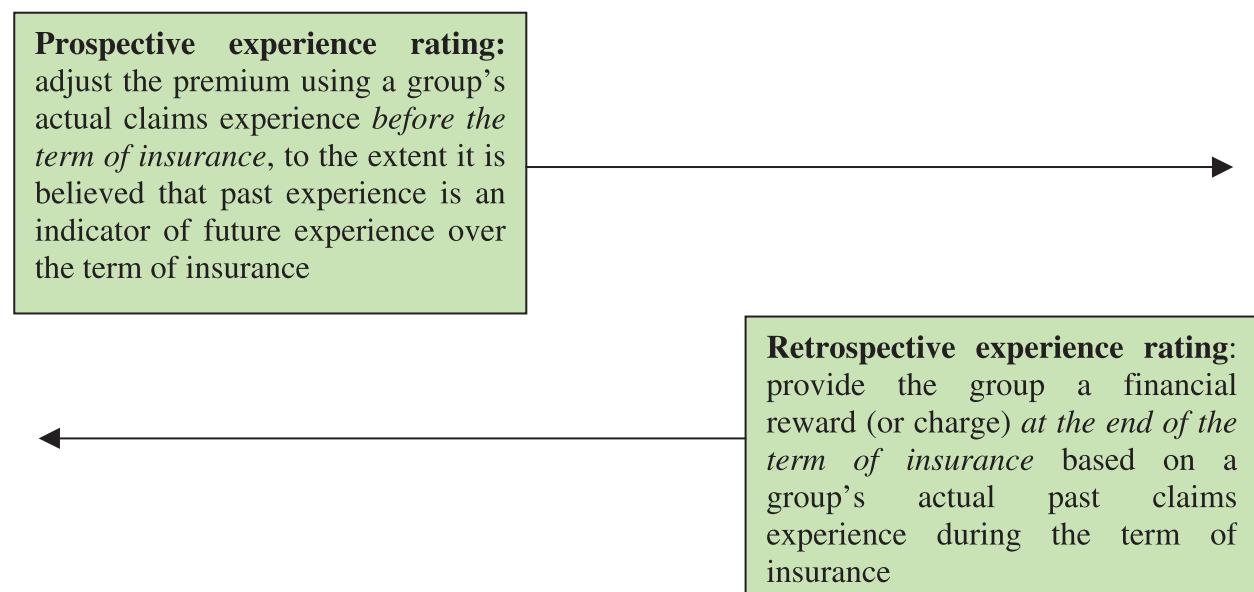 Prospective experience rating:
adjust the premium using a group’s
actual claims experience before the
term of insurance, to the extent it is
believed that past experience is an
indicator of future experience over
the term of insurance
Retrospective experience rating:
provide the group a financial
reward (or charge) at the end of the
term of insurance based on a
group’s actual past claims
experience during the term of
insurance